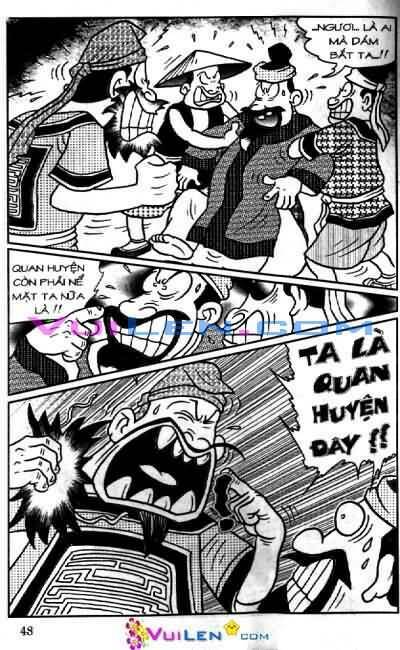 ...NGƯƠI... LÀ AI
MÀ DÁM
BẮT TA...!!
QUAN HUYỆN
CÒN PHẢI NỂ
MẶT TA NỮA
LÀ !!
VUILEN.COM
TA LÀ
QUAN
HUYỆN
ĐÂY !!
48
VUILEN.COM